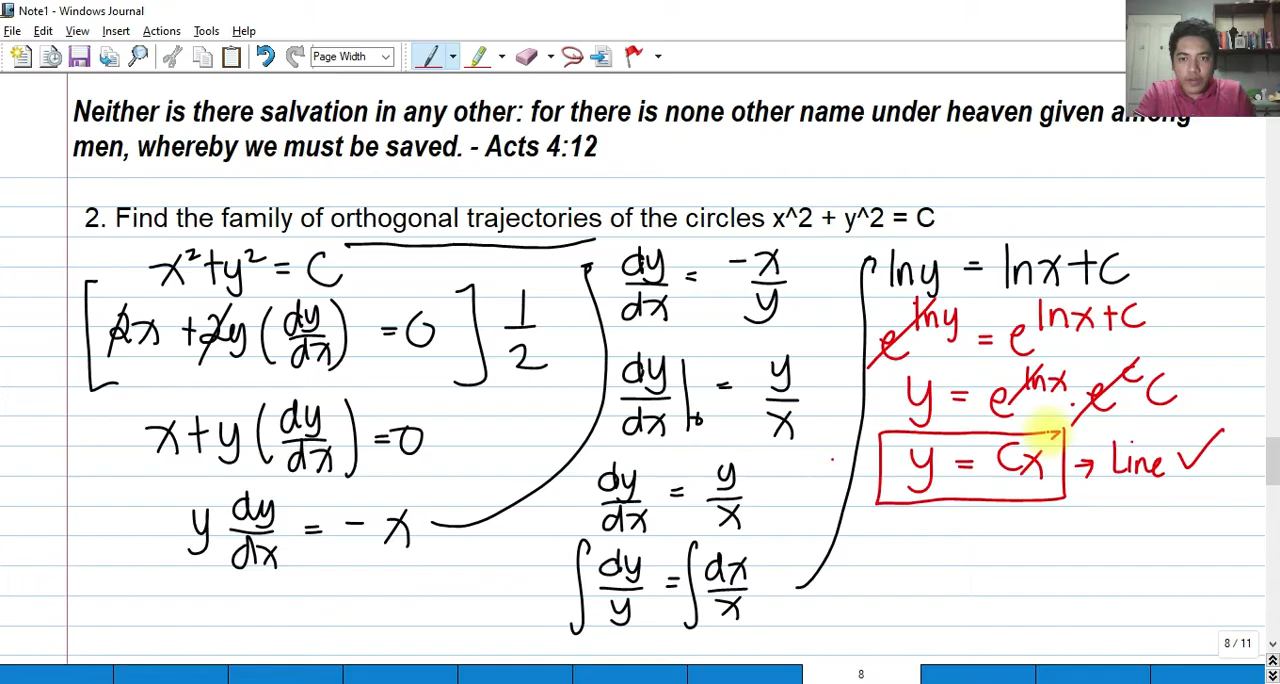 Note1 - Windows Journal
File Edit View Insert Actions Tools Help
Page Width
Neither is there salvation in any other: for there is none other name under heaven given among
men, whereby we must be saved. - Acts 4:12
2. Find the family of orthogonal trajectories of the circles x^2 + y^2 = C
x² + y² = C
[2x + 2y (dy/dx) = 0] 1/2
x + y (dy/dx) = 0
y dy/dx = - x
dy/dx = -x/y
dy/dx | = y/x
dy/dx = y/x
∫ dy/y = ∫ dx/x
ln y = ln x + C
e^(ln y) = e^(ln x + C)
y = e^(ln x) · e^c C
y = Cx → Line ✓
8 / 11
8